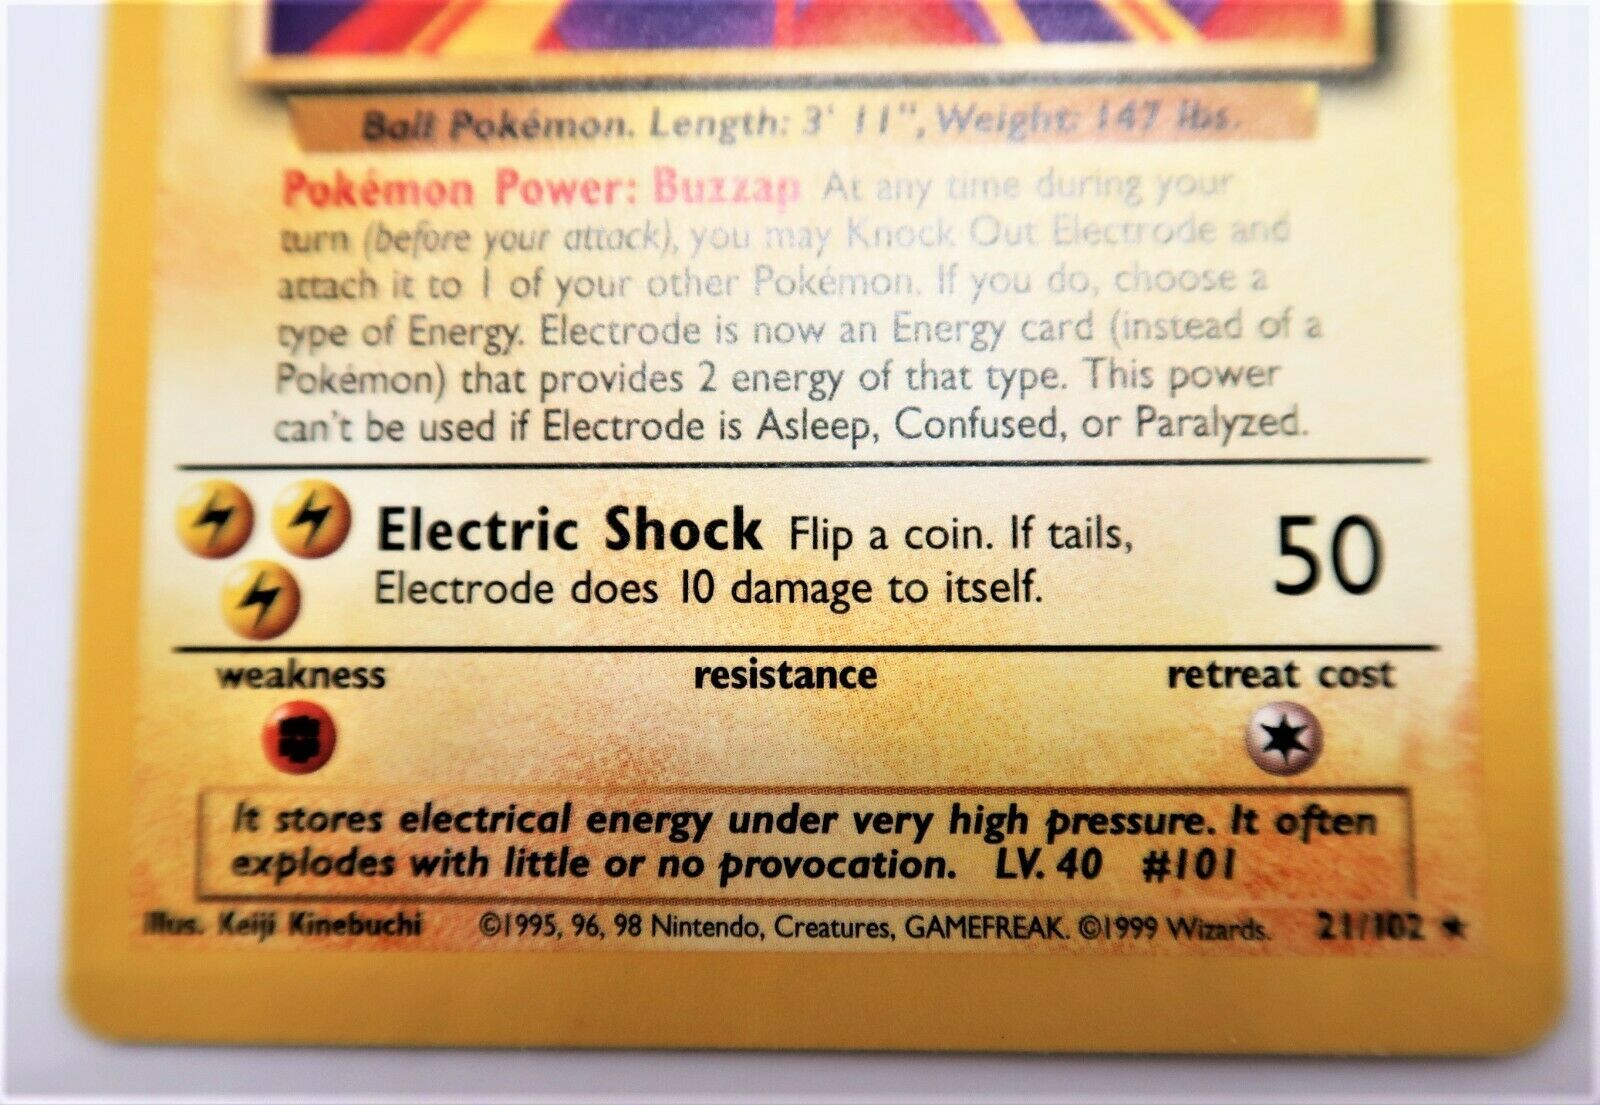 Ball Pokémon. Length: 3' 11", Weight: 147 lbs.
Pokémon Power: Buzzap At any time during your
turn (before your attack), you may Knock Out Electrode and
attach it to 1 of your other Pokémon. If you do, choose a
type of Energy. Electrode is now an Energy card (instead of a
Pokémon) that provides 2 energy of that type. This power
can't be used if Electrode is Asleep, Confused, or Paralyzed.
Electric Shock Flip a coin. If tails,
Electrode does 10 damage to itself.
50
weakness resistance retreat cost
It stores electrical energy under very high pressure. It often
explodes with little or no provocation. LV. 40 #101
Illus. Keiji Kinebuchi ©1995, 96, 98 Nintendo, Creatures, GAMEFREAK. ©1999 Wizards. 21/102 ★